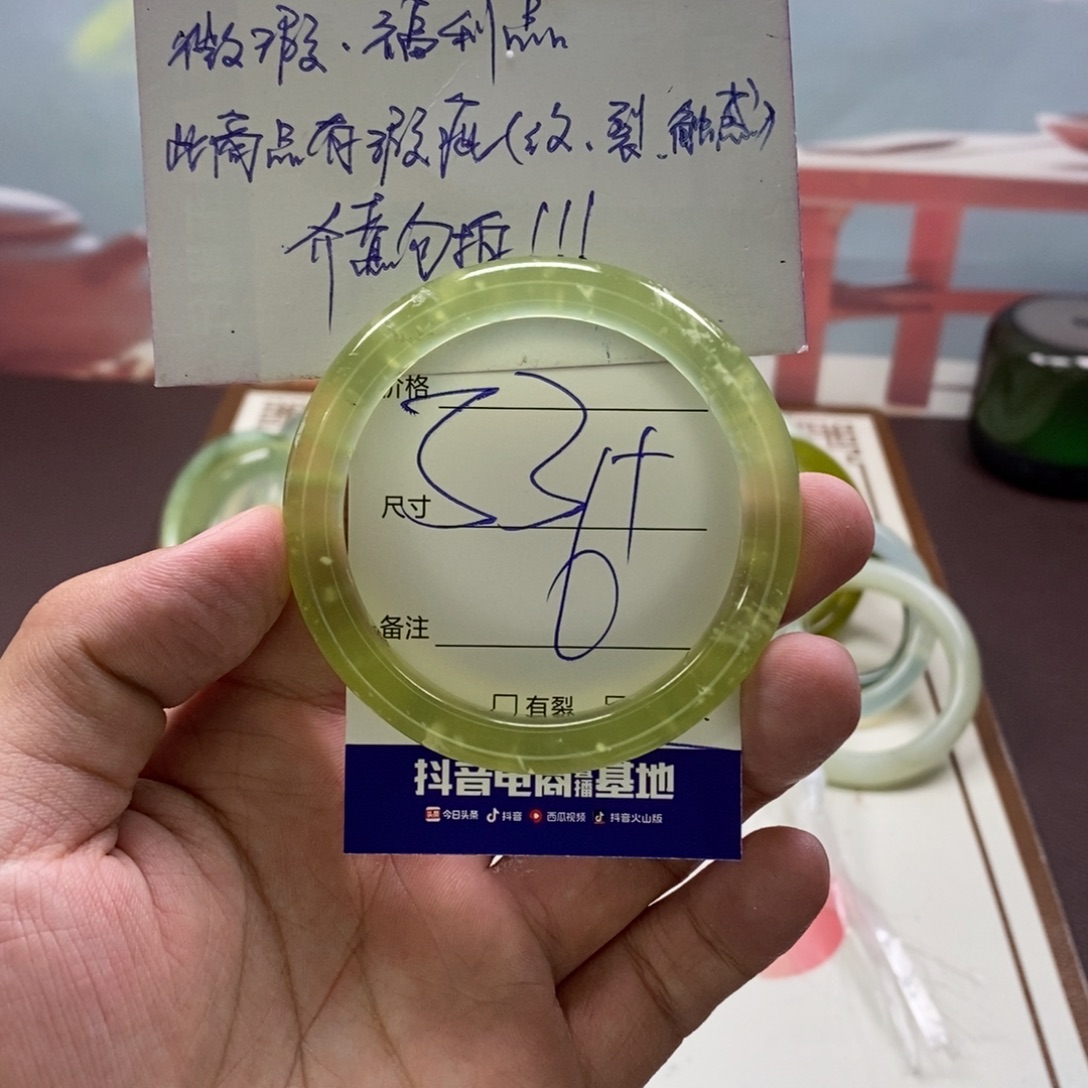 微瑕、福利品
此商品有瑕疵(纹、裂、触感)
介意勿拍!!!
价格
尺寸
备注
有裂
抖音电商直播基地
头条 今日头条 抖音 西瓜视频 抖音火山版